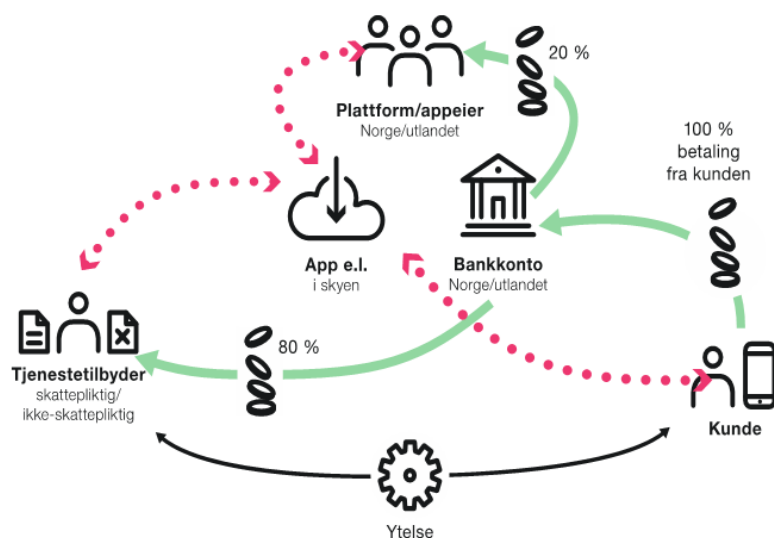 20 %
Plattform/appeier
Norge/utlandet
100 %
betaling
fra kunden
App e.l.
i skyen
Bankkonto
Norge/utlandet
80 %
Tjenestetilbyder
skattepliktig/
ikke-skattepliktig
Kunde
Ytelse